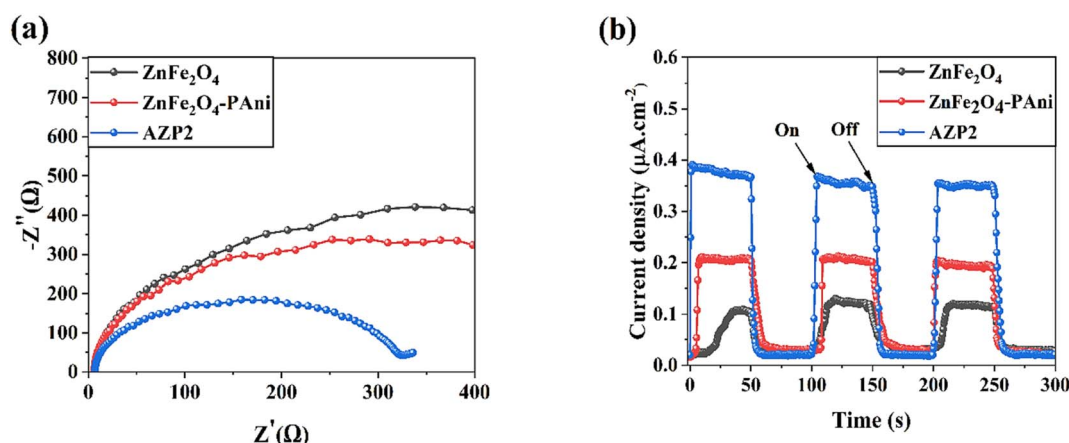 (a)
800
700
600
500
400
300
200
100
0
-Z''(Ω)
ZnFe₂O₄
ZnFe₂O₄-PAni
AZP2
0 100 200 300 400
Z'(Ω)
(b)
0.6
0.5
0.4
0.3
0.2
0.1
0.0
Current density (µA.cm⁻²)
ZnFe₂O₄
ZnFe₂O₄-PAni
AZP2
On Off
0 50 100 150 200 250 300
Time (s)